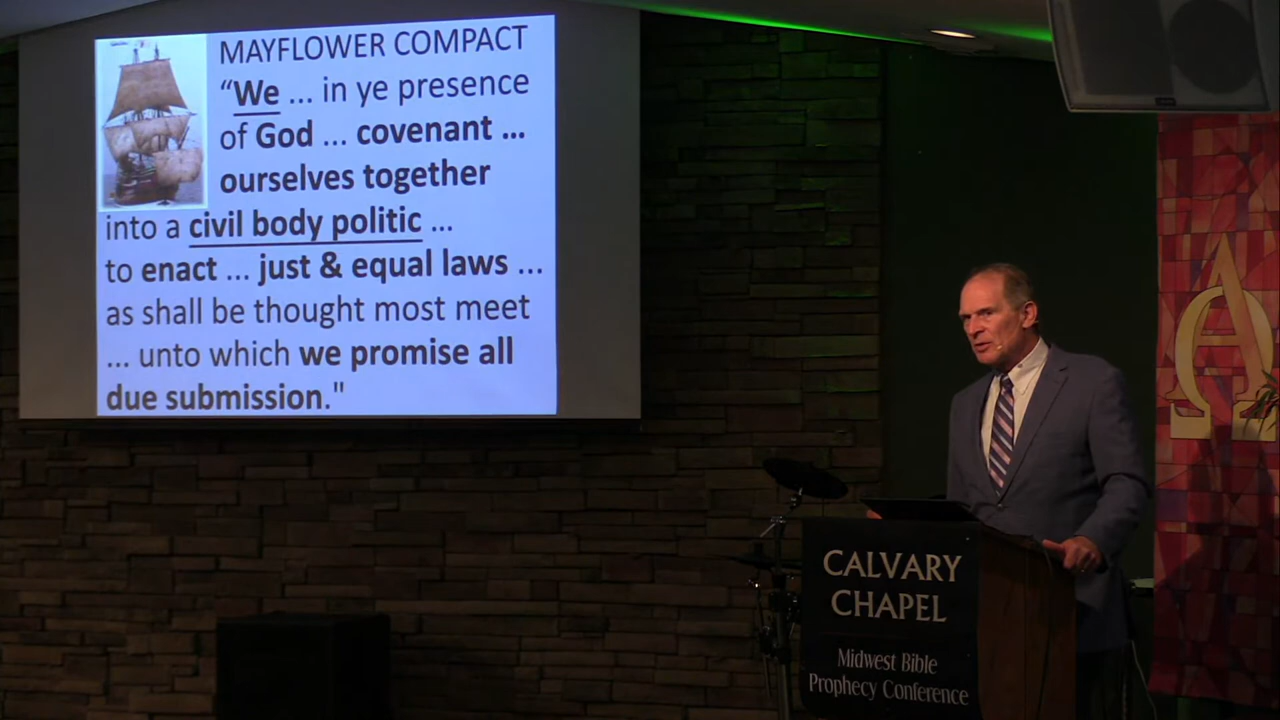 MAYFLOWER COMPACT
“We ... in ye presence
of God ... covenant ...
ourselves together
into a civil body politic ...
to enact ... just & equal laws ...
as shall be thought most meet
... unto which we promise all
due submission."
CALVARY
CHAPEL
Midwest Bible
Prophecy Conference